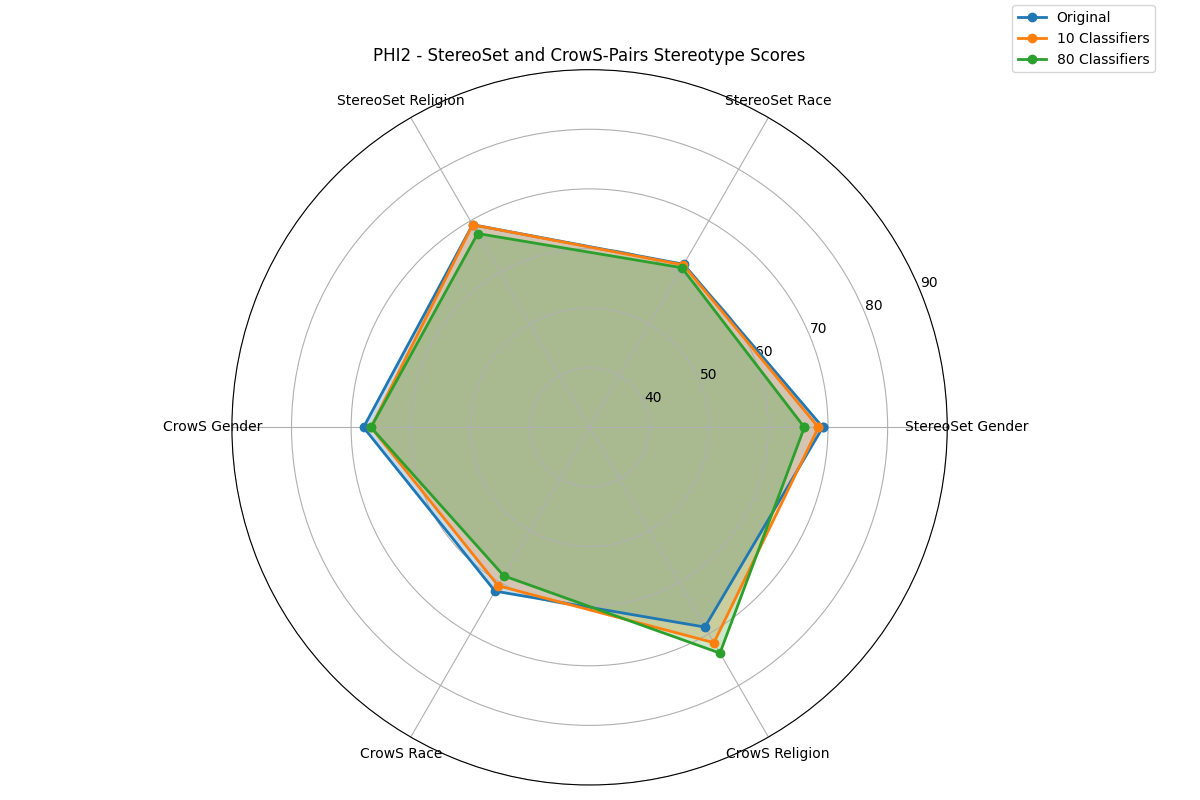 Original
10 Classifiers
80 Classifiers
PHI2 - StereoSet and CrowS-Pairs Stereotype Scores
StereoSet Religion
StereoSet Race
90
80
70
60
50
40
CrowS Gender
StereoSet Gender
CrowS Race
CrowS Religion